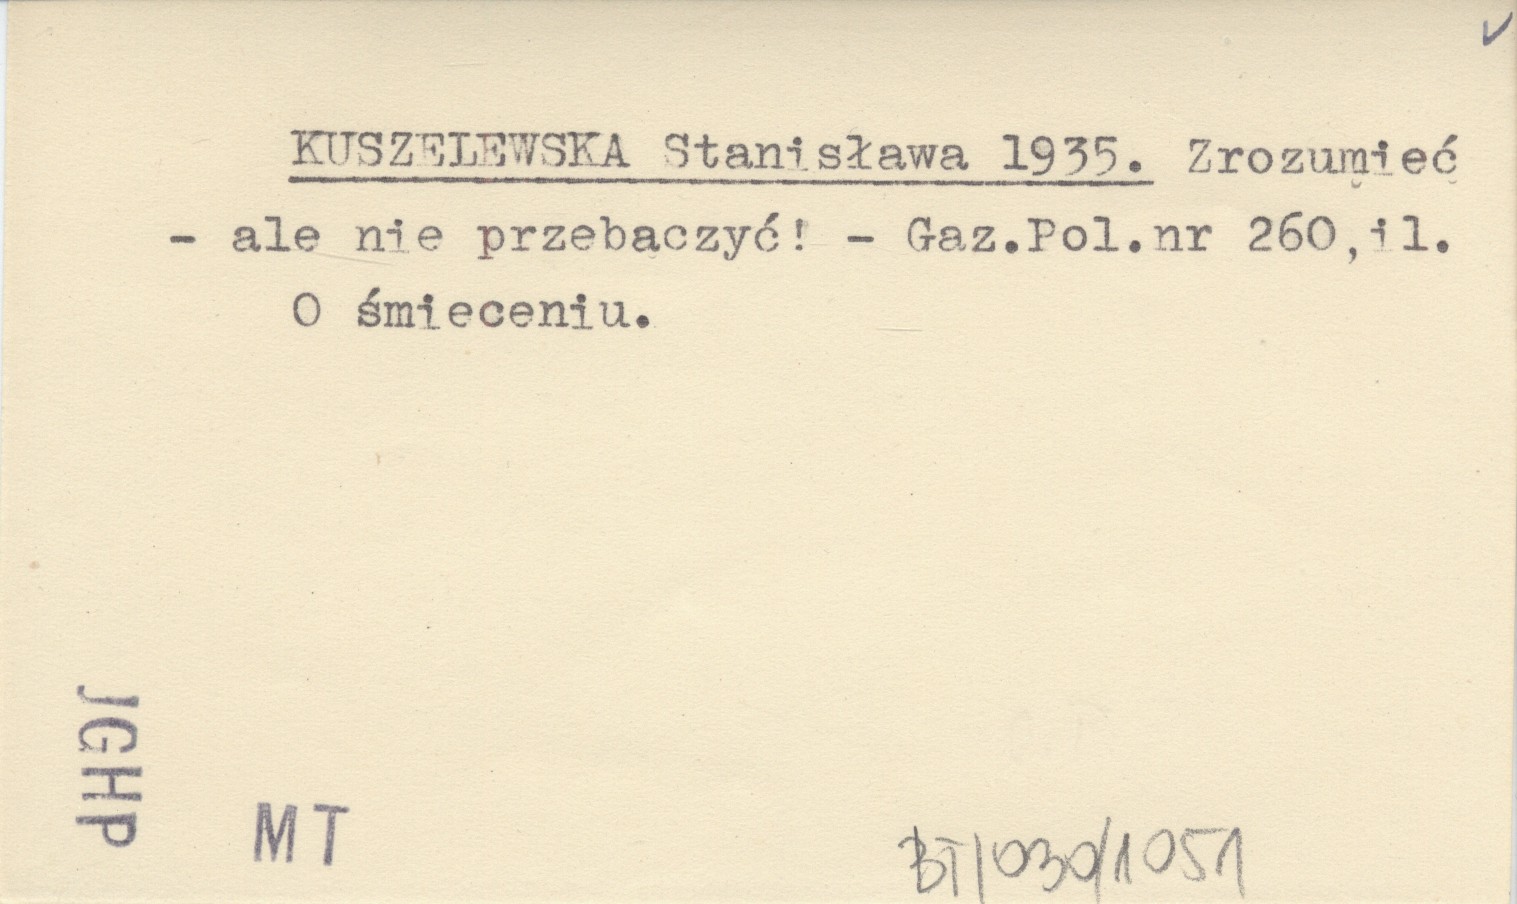 KUSZELEWSKA Stanisława 1935. Zrozumieć
- ale nie przebaczyć! - Gaz.Pol.nr 260,il.
O śmieceniu.
JGHP
MT
BT/030/1051